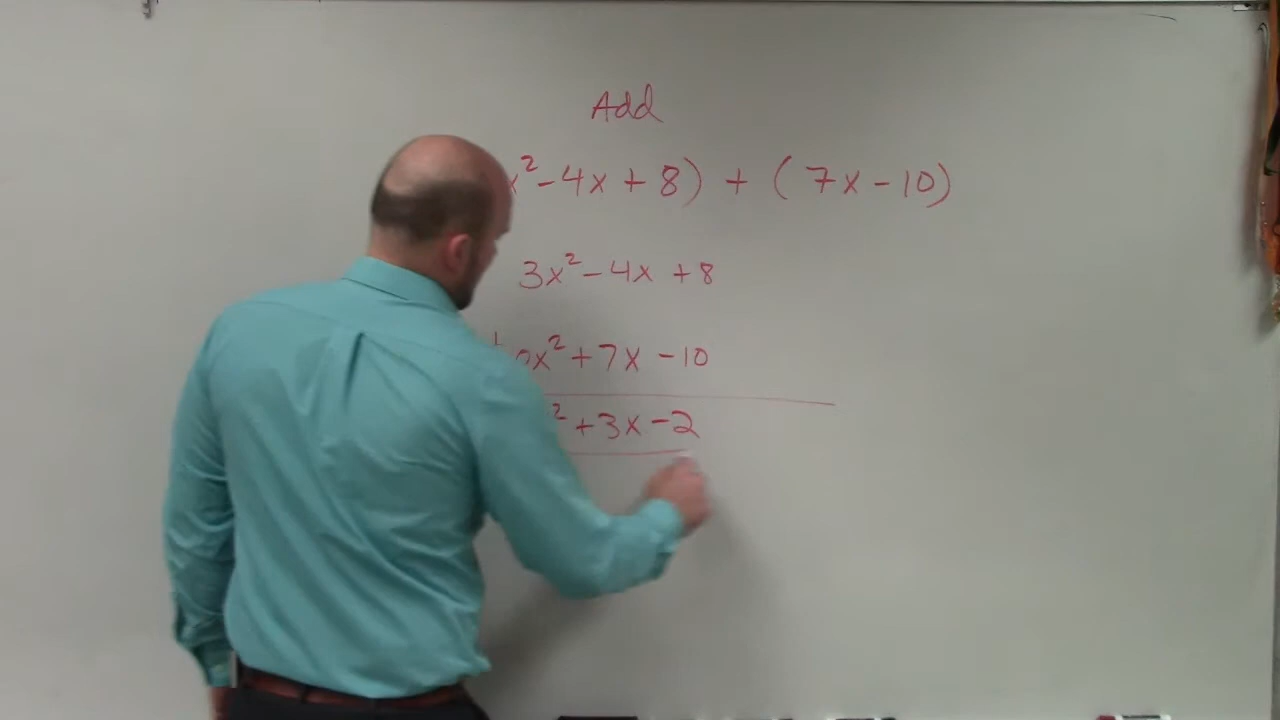 Add
x² - 4x + 8) + ( 7x - 10)
3x² - 4x + 8
+ 0x² + 7x - 10
² + 3x - 2